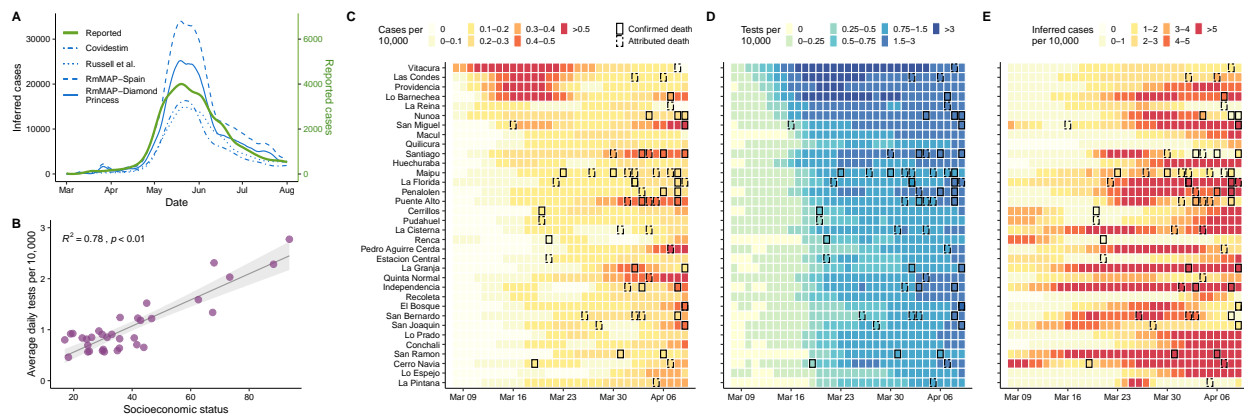 A
Inferred cases
30000
20000
10000
0
Reported
Covidestim
Russell et al.
RmMAP−Spain
RmMAP−Diamond
Princess
6000
4000
2000
0
Reported cases
Mar Apr May Jun Jul Aug
Date
B
Average daily tests per 10,000
3
2
1
0
R² = 0.78 , p < 0.01
20 40 60 80
Socioeconomic status
C
Cases per
10,000
0 0.1−0.2 0.3−0.4 >0.5
0−0.1 0.2−0.3 0.4−0.5
Confirmed death
Attributed death
Vitacura
Las Condes
Providencia
Lo Barnechea
La Reina
Nunoa
San Miguel
Macul
Quilicura
Santiago
Huechuraba
Maipu
La Florida
Penalolen
Puente Alto
Cerrillos
Pudahuel
La Cisterna
Renca
Pedro Aguirre Cerda
Estacion Central
La Granja
Quinta Normal
Independencia
Recoleta
El Bosque
San Bernardo
San Joaquin
Lo Prado
Conchali
San Ramon
Cerro Navia
Lo Espejo
La Pintana
Mar 09 Mar 16 Mar 23 Mar 30 Apr 06
D
Tests per
10,000
0 0.25−0.5 0.75−1.5 >3
0−0.25 0.5−0.75 1.5−3
Mar 09 Mar 16 Mar 23 Mar 30 Apr 06
E
Inferred cases
per 10,000
0 1−2 3−4 >5
0−1 2−3 4−5
Mar 09 Mar 16 Mar 23 Mar 30 Apr 06